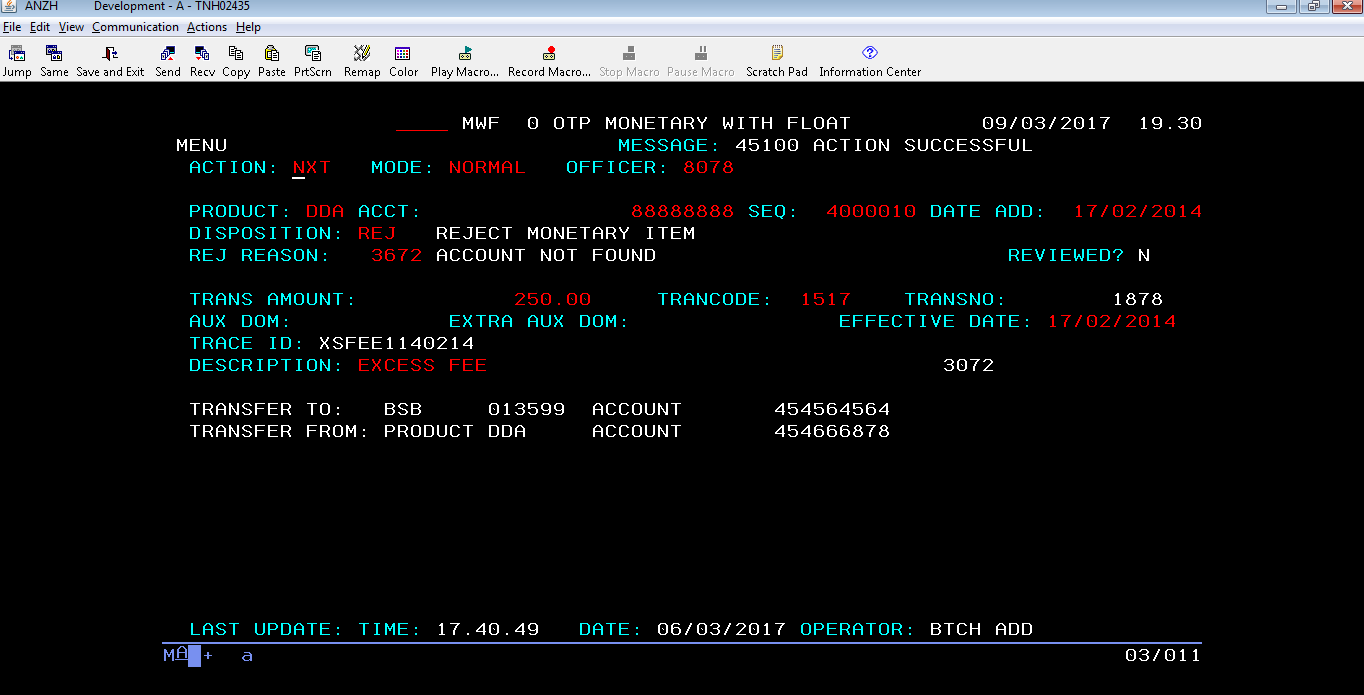 ANZH Development - A - TNH02435
File Edit View Communication Actions Help
Jump Same Save and Exit Send Recv Copy Paste PrtScrn Remap Color Play Macro... Record Macro... Stop Macro Pause Macro Scratch Pad Information Center
MWF 0 OTP MONETARY WITH FLOAT 09/03/2017 19.30
MENU MESSAGE: 45100 ACTION SUCCESSFUL
ACTION: NXT MODE: NORMAL OFFICER: 8078
PRODUCT: DDA ACCT: 88888888 SEQ: 4000010 DATE ADD: 17/02/2014
DISPOSITION: REJ REJECT MONETARY ITEM
REJ REASON: 3672 ACCOUNT NOT FOUND REVIEWED? N
TRANS AMOUNT: 250.00 TRANCODE: 1517 TRANSNO: 1878
AUX DOM: EXTRA AUX DOM: EFFECTIVE DATE: 17/02/2014
TRACE ID: XSFEE1140214
DESCRIPTION: EXCESS FEE 3072
TRANSFER TO: BSB 013599 ACCOUNT 454564564
TRANSFER FROM: PRODUCT DDA ACCOUNT 454666878
LAST UPDATE: TIME: 17.40.49 DATE: 06/03/2017 OPERATOR: BTCH ADD
MA + a 03/011